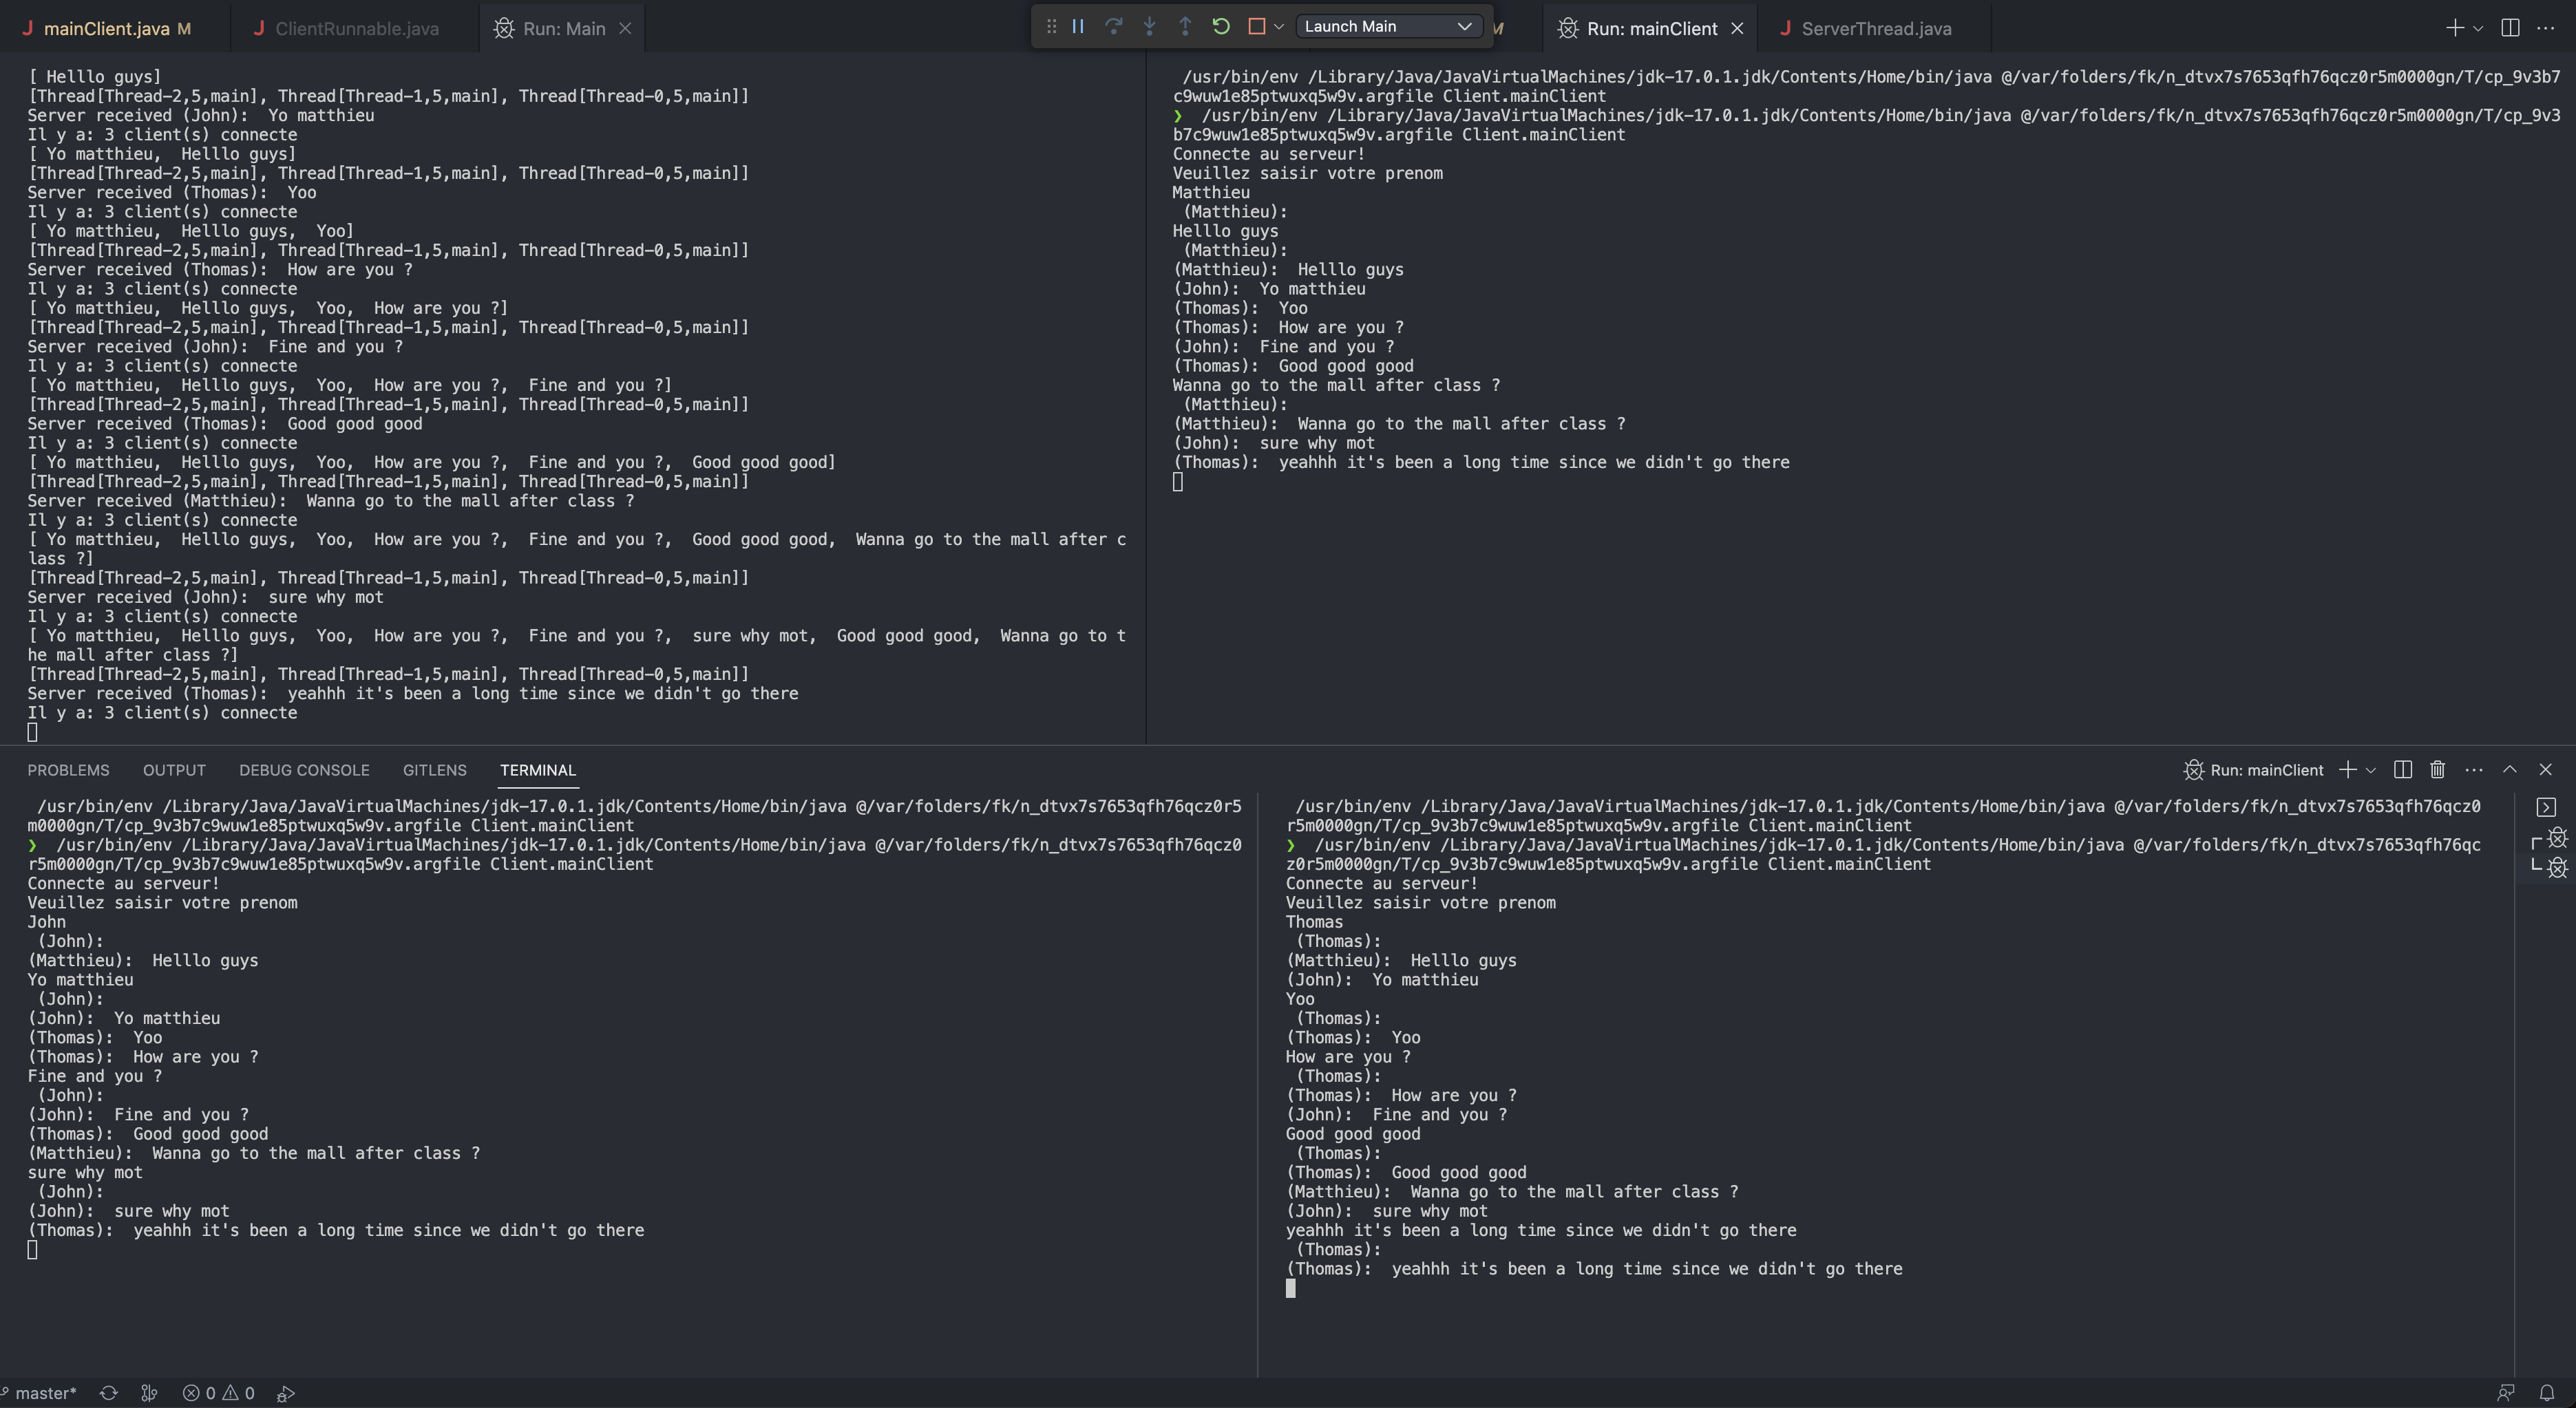 mainClient.java M
ClientRunnable.java
Run: Main
Launch Main
M
Run: mainClient
ServerThread.java
[ Helllo guys]
[Thread[Thread-2,5,main], Thread[Thread-1,5,main], Thread[Thread-0,5,main]]
Server received (John):  Yo matthieu
Il y a: 3 client(s) connecte
[ Yo matthieu,  Helllo guys]
[Thread[Thread-2,5,main], Thread[Thread-1,5,main], Thread[Thread-0,5,main]]
Server received (Thomas):  Yoo
Il y a: 3 client(s) connecte
[ Yo matthieu,  Helllo guys,  Yoo]
[Thread[Thread-2,5,main], Thread[Thread-1,5,main], Thread[Thread-0,5,main]]
Server received (Thomas):  How are you ?
Il y a: 3 client(s) connecte
[ Yo matthieu,  Helllo guys,  Yoo,  How are you ?]
[Thread[Thread-2,5,main], Thread[Thread-1,5,main], Thread[Thread-0,5,main]]
Server received (John):  Fine and you ?
Il y a: 3 client(s) connecte
[ Yo matthieu,  Helllo guys,  Yoo,  How are you ?,  Fine and you ?]
[Thread[Thread-2,5,main], Thread[Thread-1,5,main], Thread[Thread-0,5,main]]
Server received (Thomas):  Good good good
Il y a: 3 client(s) connecte
[ Yo matthieu,  Helllo guys,  Yoo,  How are you ?,  Fine and you ?,  Good good good]
[Thread[Thread-2,5,main], Thread[Thread-1,5,main], Thread[Thread-0,5,main]]
Server received (Matthieu):  Wanna go to the mall after class ?
Il y a: 3 client(s) connecte
[ Yo matthieu,  Helllo guys,  Yoo,  How are you ?,  Fine and you ?,  Good good good,  Wanna go to the mall after c
lass ?]
[Thread[Thread-2,5,main], Thread[Thread-1,5,main], Thread[Thread-0,5,main]]
Server received (John):  sure why mot
Il y a: 3 client(s) connecte
[ Yo matthieu,  Helllo guys,  Yoo,  How are you ?,  Fine and you ?,  sure why mot,  Good good good,  Wanna go to t
he mall after class ?]
[Thread[Thread-2,5,main], Thread[Thread-1,5,main], Thread[Thread-0,5,main]]
Server received (Thomas):  yeahhh it's been a long time since we didn't go there
Il y a: 3 client(s) connecte
/usr/bin/env /Library/Java/JavaVirtualMachines/jdk-17.0.1.jdk/Contents/Home/bin/java @/var/folders/fk/n_dtvx7s7653qfh76qcz0r5m0000gn/T/cp_9v3b7
c9wuw1e85ptwuxq5w9v.argfile Client.mainClient
❯  /usr/bin/env /Library/Java/JavaVirtualMachines/jdk-17.0.1.jdk/Contents/Home/bin/java @/var/folders/fk/n_dtvx7s7653qfh76qcz0r5m0000gn/T/cp_9v3
b7c9wuw1e85ptwuxq5w9v.argfile Client.mainClient
Connecte au serveur!
Veuillez saisir votre prenom
Matthieu
(Matthieu):
Helllo guys
(Matthieu):
(Matthieu):  Helllo guys
(John):  Yo matthieu
(Thomas):  Yoo
(Thomas):  How are you ?
(John):  Fine and you ?
(Thomas):  Good good good
Wanna go to the mall after class ?
(Matthieu):
(Matthieu):  Wanna go to the mall after class ?
(John):  sure why mot
(Thomas):  yeahhh it's been a long time since we didn't go there
PROBLEMS
OUTPUT
DEBUG CONSOLE
GITLENS
TERMINAL
Run: mainClient
/usr/bin/env /Library/Java/JavaVirtualMachines/jdk-17.0.1.jdk/Contents/Home/bin/java @/var/folders/fk/n_dtvx7s7653qfh76qcz0r5
m0000gn/T/cp_9v3b7c9wuw1e85ptwuxq5w9v.argfile Client.mainClient
❯  /usr/bin/env /Library/Java/JavaVirtualMachines/jdk-17.0.1.jdk/Contents/Home/bin/java @/var/folders/fk/n_dtvx7s7653qfh76qcz0
r5m0000gn/T/cp_9v3b7c9wuw1e85ptwuxq5w9v.argfile Client.mainClient
Connecte au serveur!
Veuillez saisir votre prenom
John
(John):
(Matthieu):  Helllo guys
Yo matthieu
(John):
(John):  Yo matthieu
(Thomas):  Yoo
(Thomas):  How are you ?
Fine and you ?
(John):
(John):  Fine and you ?
(Thomas):  Good good good
(Matthieu):  Wanna go to the mall after class ?
sure why mot
(John):
(John):  sure why mot
(Thomas):  yeahhh it's been a long time since we didn't go there
/usr/bin/env /Library/Java/JavaVirtualMachines/jdk-17.0.1.jdk/Contents/Home/bin/java @/var/folders/fk/n_dtvx7s7653qfh76qcz0
r5m0000gn/T/cp_9v3b7c9wuw1e85ptwuxq5w9v.argfile Client.mainClient
❯  /usr/bin/env /Library/Java/JavaVirtualMachines/jdk-17.0.1.jdk/Contents/Home/bin/java @/var/folders/fk/n_dtvx7s7653qfh76qc
z0r5m0000gn/T/cp_9v3b7c9wuw1e85ptwuxq5w9v.argfile Client.mainClient
Connecte au serveur!
Veuillez saisir votre prenom
Thomas
(Thomas):
(Matthieu):  Helllo guys
(John):  Yo matthieu
Yoo
(Thomas):
(Thomas):  Yoo
How are you ?
(Thomas):
(Thomas):  How are you ?
(John):  Fine and you ?
Good good good
(Thomas):
(Thomas):  Good good good
(Matthieu):  Wanna go to the mall after class ?
(John):  sure why mot
yeahhh it's been a long time since we didn't go there
(Thomas):
(Thomas):  yeahhh it's been a long time since we didn't go there
master*
0
0